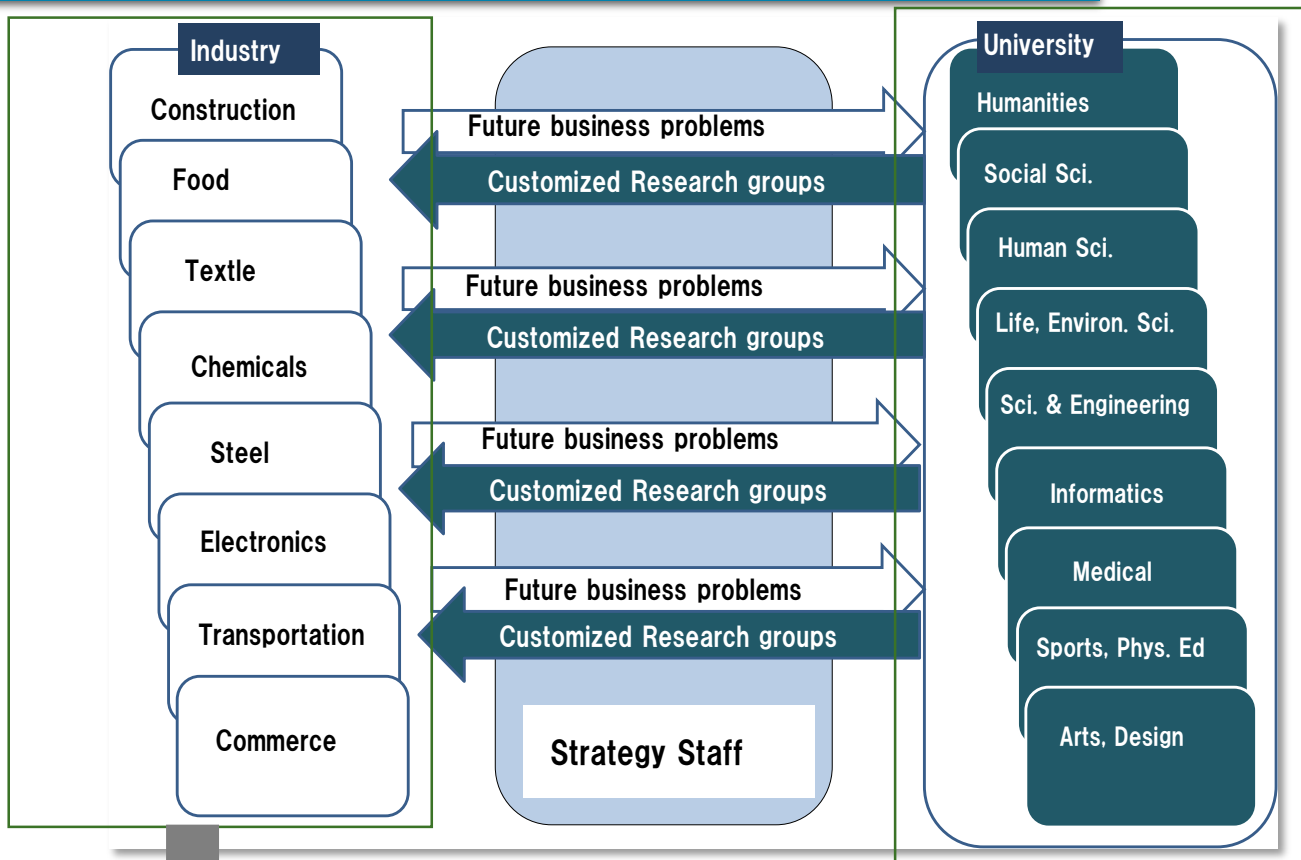 Industry
Construction
Food
Textle
Chemicals
Steel
Electronics
Transportation
Commerce
Future business problems
Customized Research groups
Future business problems
Customized Research groups
Future business problems
Customized Research groups
Future business problems
Customized Research groups
Strategy Staff
University
Humanities
Social Sci.
Human Sci.
Life, Environ. Sci.
Sci. & Engineering
Informatics
Medical
Sports, Phys. Ed
Arts, Design